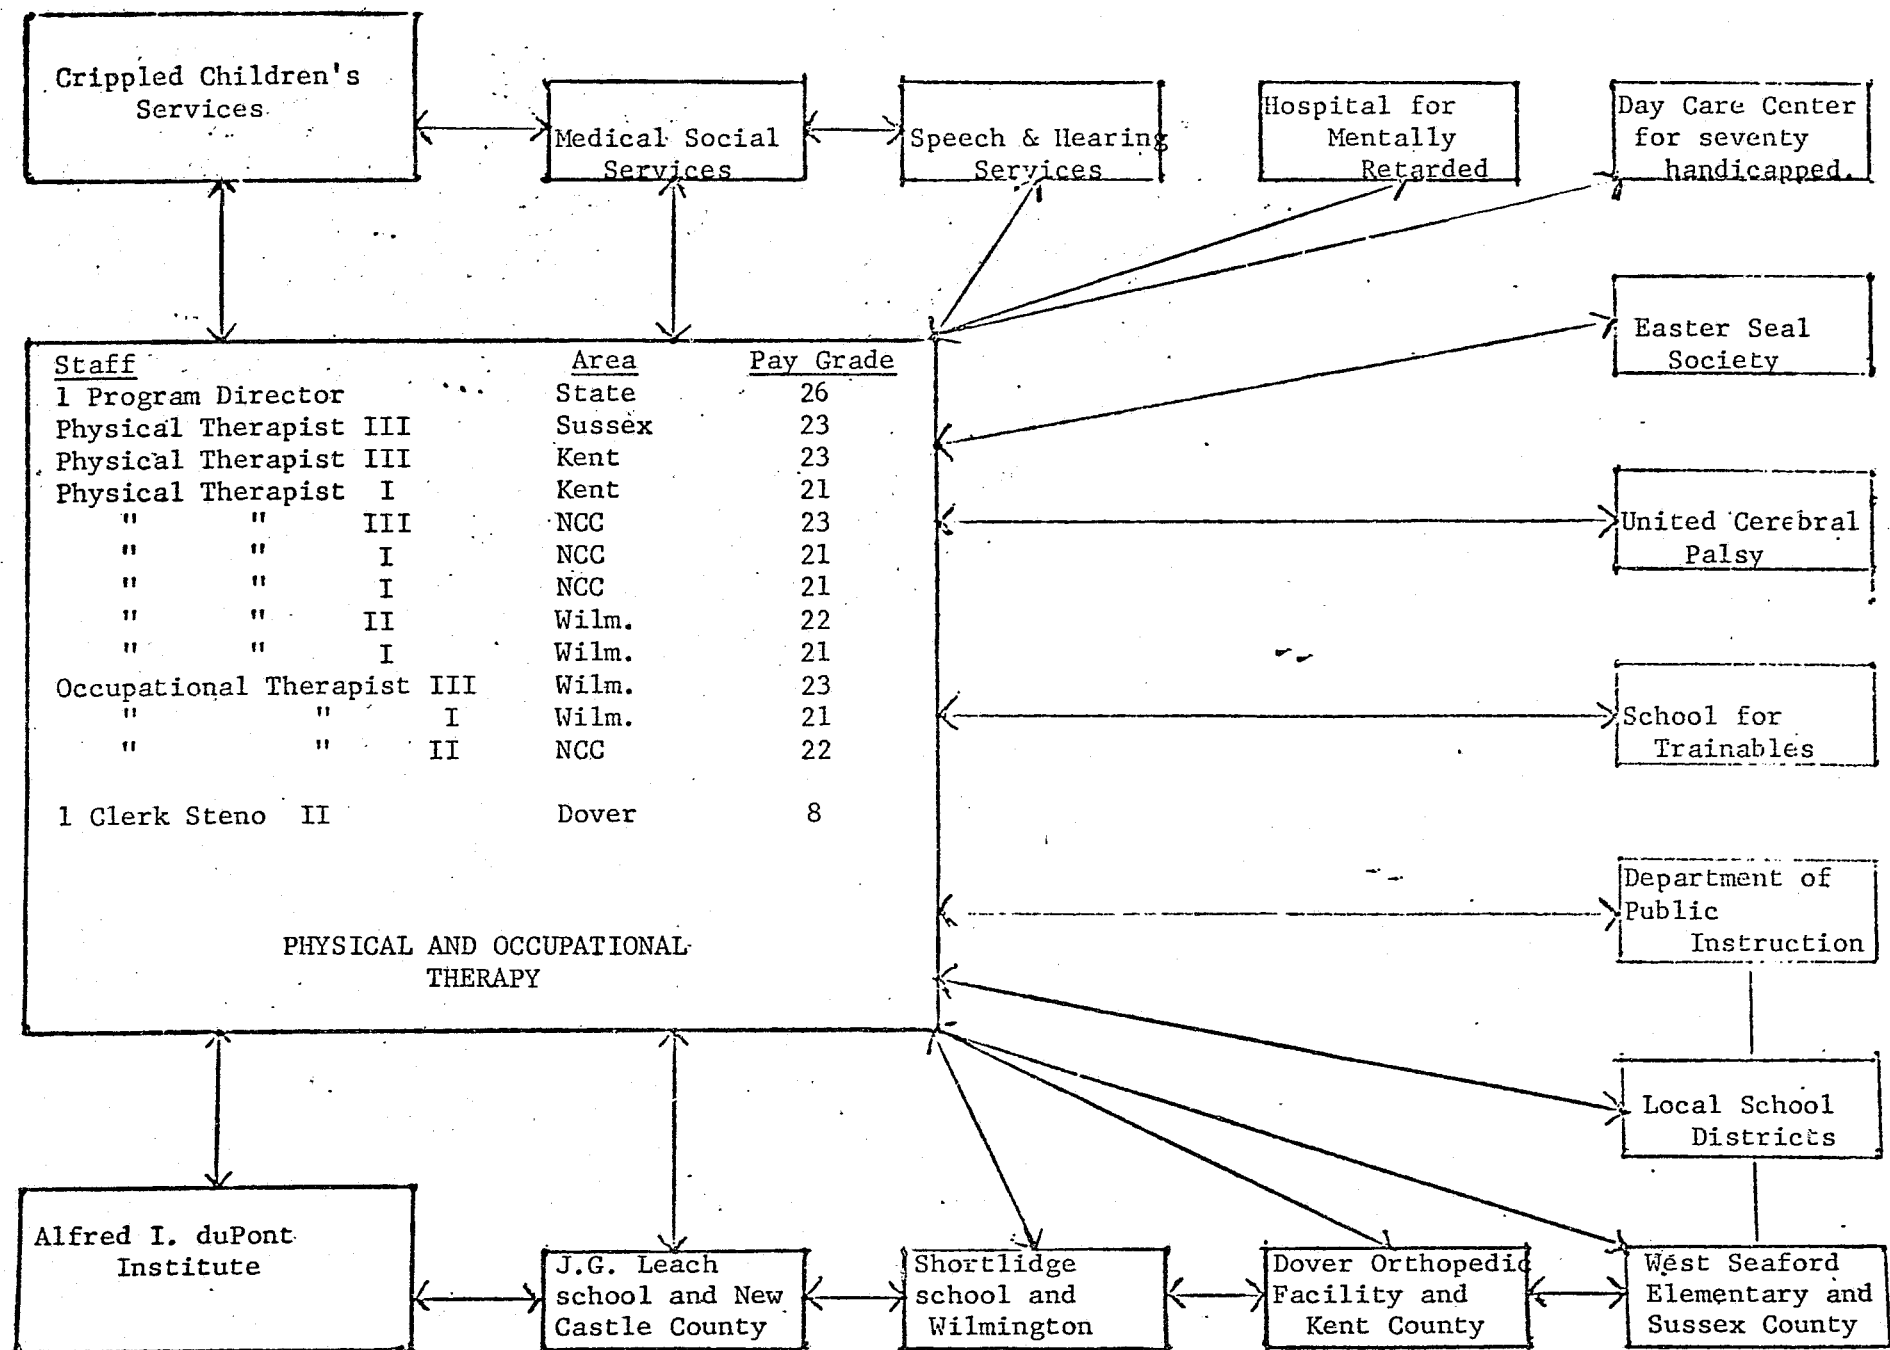 Crippled Children's
Services
Medical Social
Services
Speech & Hearing
Services
Hospital for
Mentally
Retarded
Day Care Center
for seventy
handicapped.
Easter Seal
Society
United Cerebral
Palsy
School for
Trainables
Department of
Public
Instruction
Local School
Districts
Staff Area Pay Grade
1 Program Director State 26
Physical Therapist III Sussex 23
Physical Therapist III Kent 23
Physical Therapist I Kent 21
" " III NCC 23
" " I NCC 21
" " I NCC 21
" " II Wilm. 22
" " I Wilm. 21
Occupational Therapist III Wilm. 23
" " I Wilm. 21
" " II NCC 22
1 Clerk Steno II Dover 8
PHYSICAL AND OCCUPATIONAL
THERAPY
Alfred I. duPont
Institute
J.G. Leach
school and New
Castle County
Shortlidge
school and
Wilmington
Dover Orthopedic
Facility and
Kent County
West Seaford
Elementary and
Sussex County